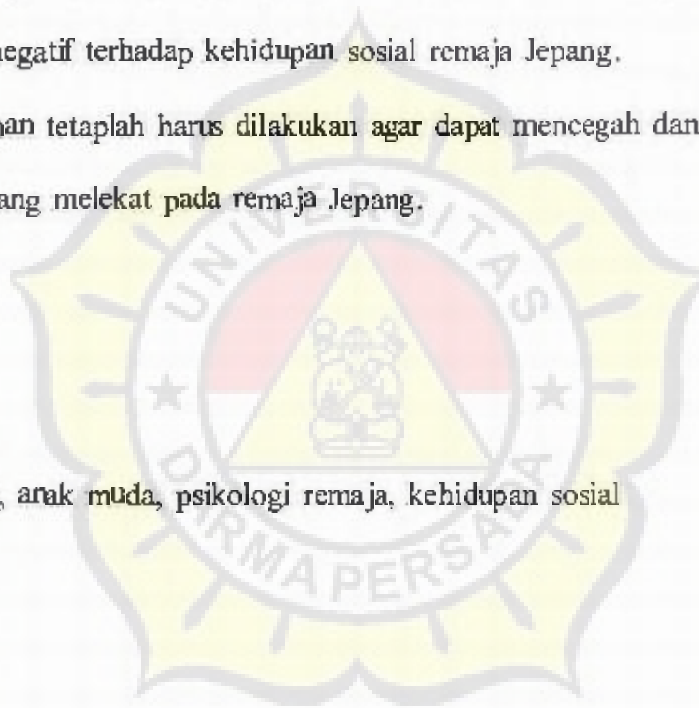 negatif terhadap kehidupan sosial remaja Jepang.
an tetaplah harus dilakukan agar dapat mencegah dan
ang melekat pada remaja Jepang.
UNIVERSITAS
, anak muda, psikologi remaja, kehidupan sosial
DARMA PERSADA